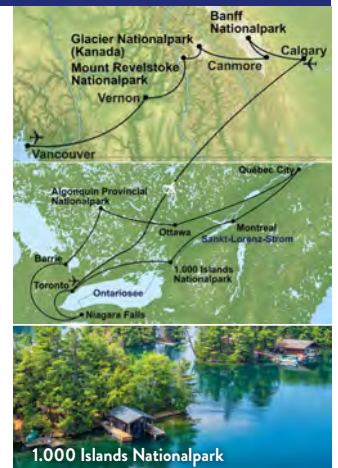 Banff
Nationalpark
Glacier Nationalpark
(Kanada)
Calgary
Canmore
Mount Revelstoke
Nationalpark
Vernon
Vancouver
Québec City
Algonquin Provincial
Nationalpark
Ottawa
Montreal
Sankt-Lorenz-Strom
Barrie
1.000 Islands
Nationalpark
Toronto
Ontariosee
Niagara Falls
1.000 Islands Nationalpark